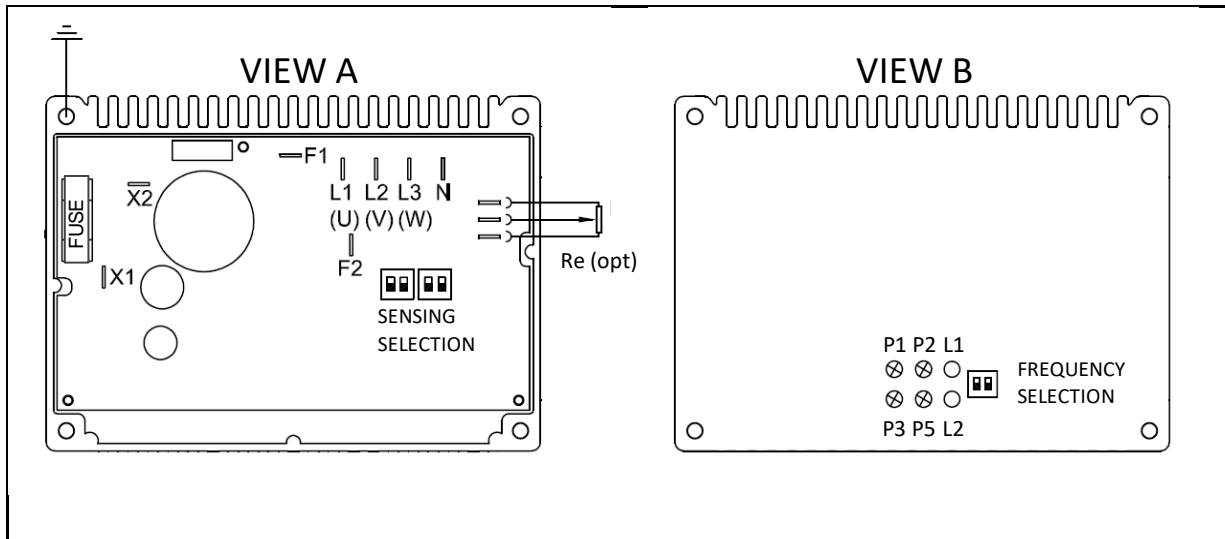 VIEW A
F1
L1 L2 L3 N
(U) (V) (W)
X2
FUSE
F2
X1
Re (opt)
SENSING
SELECTION
VIEW B
P1 P2 L1
FREQUENCY
SELECTION
P3 P5 L2